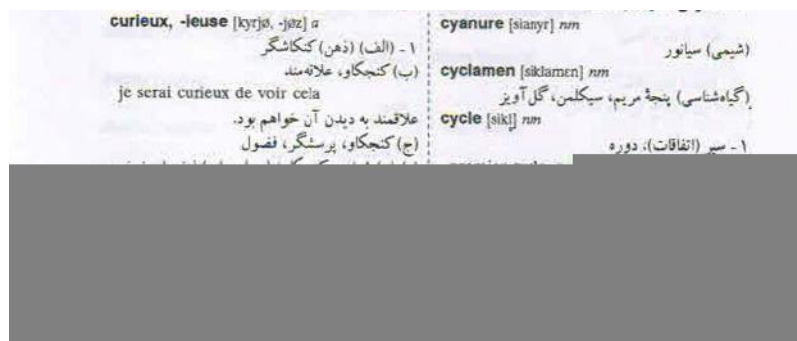 curieux, -ieuse [kyrjø, -jøz] a
۱ - (الف) (ذهن) کنکاشگر
(ب) کنجکاو، علاقه‌مند
je serai curieux de voir cela
علاقمند به دیدن آن خواهم بود.
(ج) کنجکاو، پرسشگر، فضول
cyanure [sianyr] nm
(شیمی) سیانور
cyclamen [siklamɛn] nm
(گیاه‌شناسی) پنجهٔ مریم، سیکلمن، گل آویز
cycle [sikl] nm
۱ - سیر (اتفاقات)، دوره